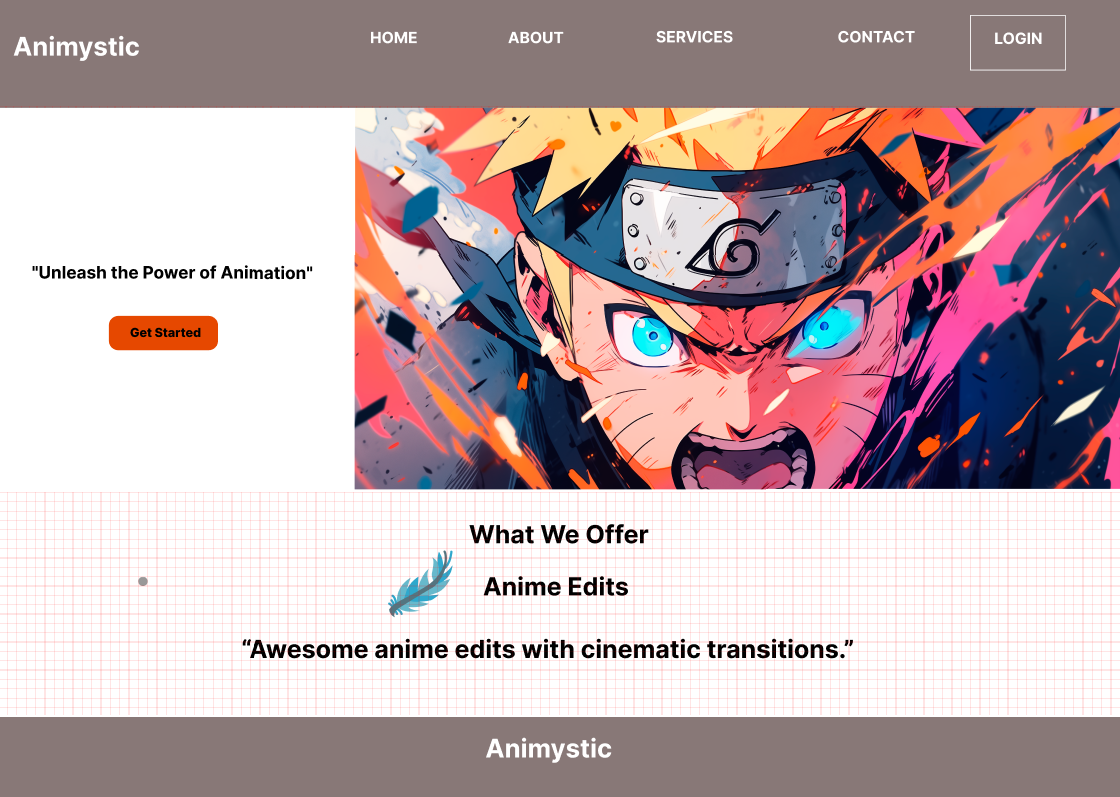 Animystic
HOME
ABOUT
SERVICES
CONTACT
LOGIN
"Unleash the Power of Animation"
Get Started
What We Offer
Anime Edits
“Awesome anime edits with cinematic transitions.”
Animystic